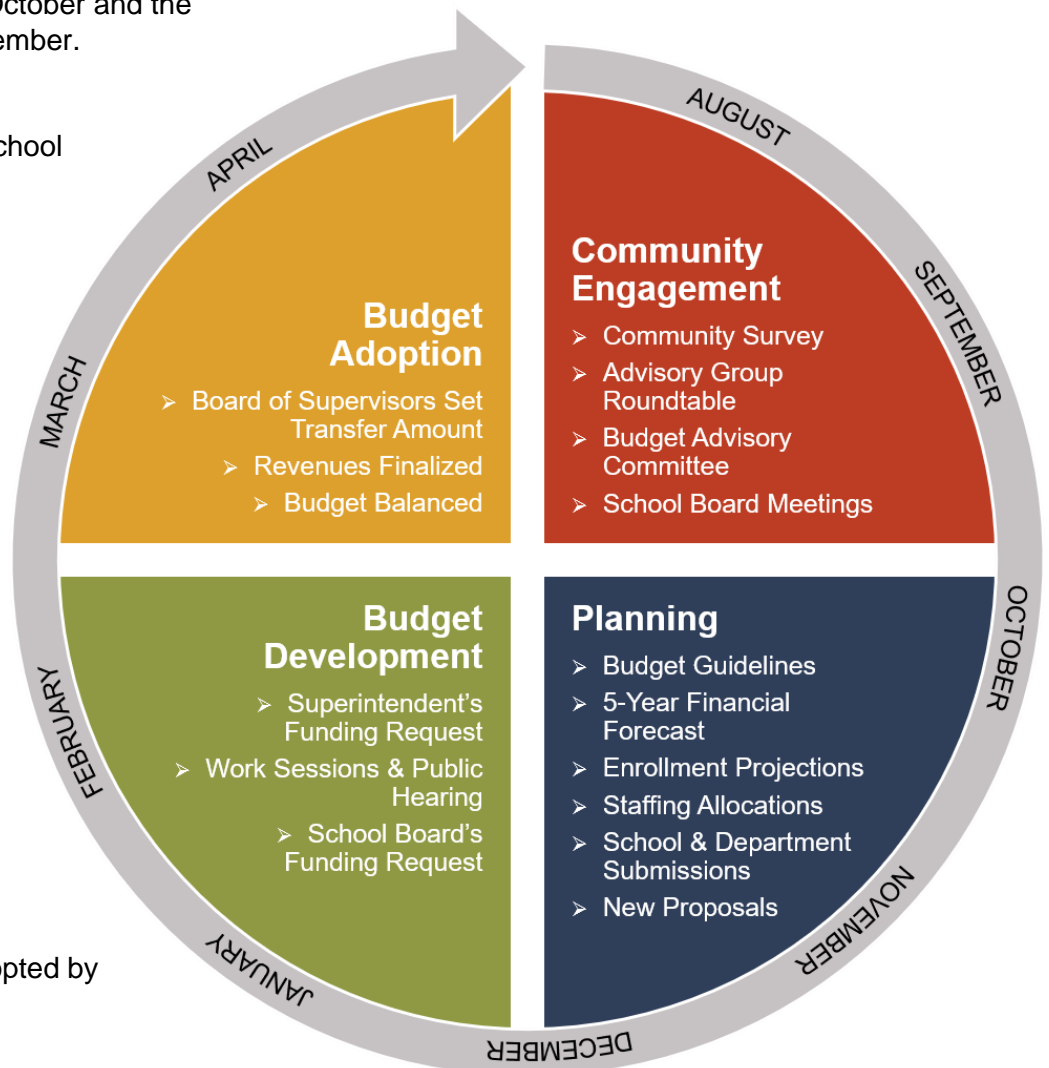 October and the
ember.
chool
opted by
AUGUST
SEPTEMBER
OCTOBER
NOVEMBER
DECEMBER
JANUARY
FEBRUARY
MARCH
APRIL
Community
Engagement
➢ Community Survey
➢ Advisory Group
Roundtable
➢ Budget Advisory
Committee
➢ School Board Meetings
Planning
➢ Budget Guidelines
➢ 5-Year Financial
Forecast
➢ Enrollment Projections
➢ Staffing Allocations
➢ School & Department
Submissions
➢ New Proposals
Budget
Development
➢ Superintendent’s
Funding Request
➢ Work Sessions & Public
Hearing
➢ School Board’s
Funding Request
Budget
Adoption
➢ Board of Supervisors Set
Transfer Amount
➢ Revenues Finalized
➢ Budget Balanced